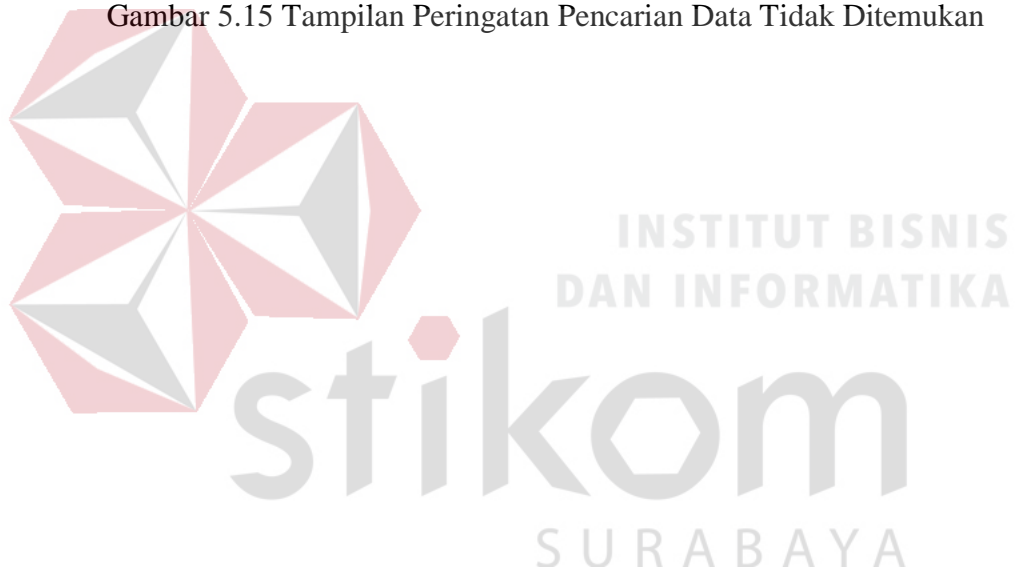 Gambar 5.15 Tampilan Peringatan Pencarian Data Tidak Ditemukan
INSTITUT BISNIS
DAN INFORMATIKA
stikom
SURABAYA